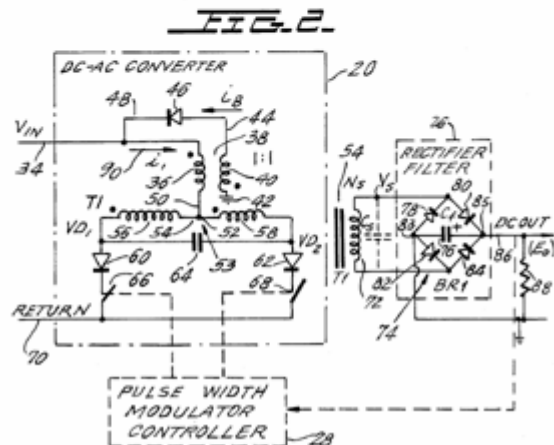 FIG. 2.
DC-AC CONVERTER
20
46
48
iB
44
VIN
34
90
i1
38
1:1
36
40
42
50
T1
54
52
53
56
58
VD1
VD2
60
62
64
66
68
RETURN
70
54
NS
VS
T1
72
26
RECTIFIER
FILTER
80
78
C1
+
85
83
76
82
84
BR1
74
DC OUT
86
(E0)
88
PULSE WIDTH
MODULATOR
CONTROLLER
28